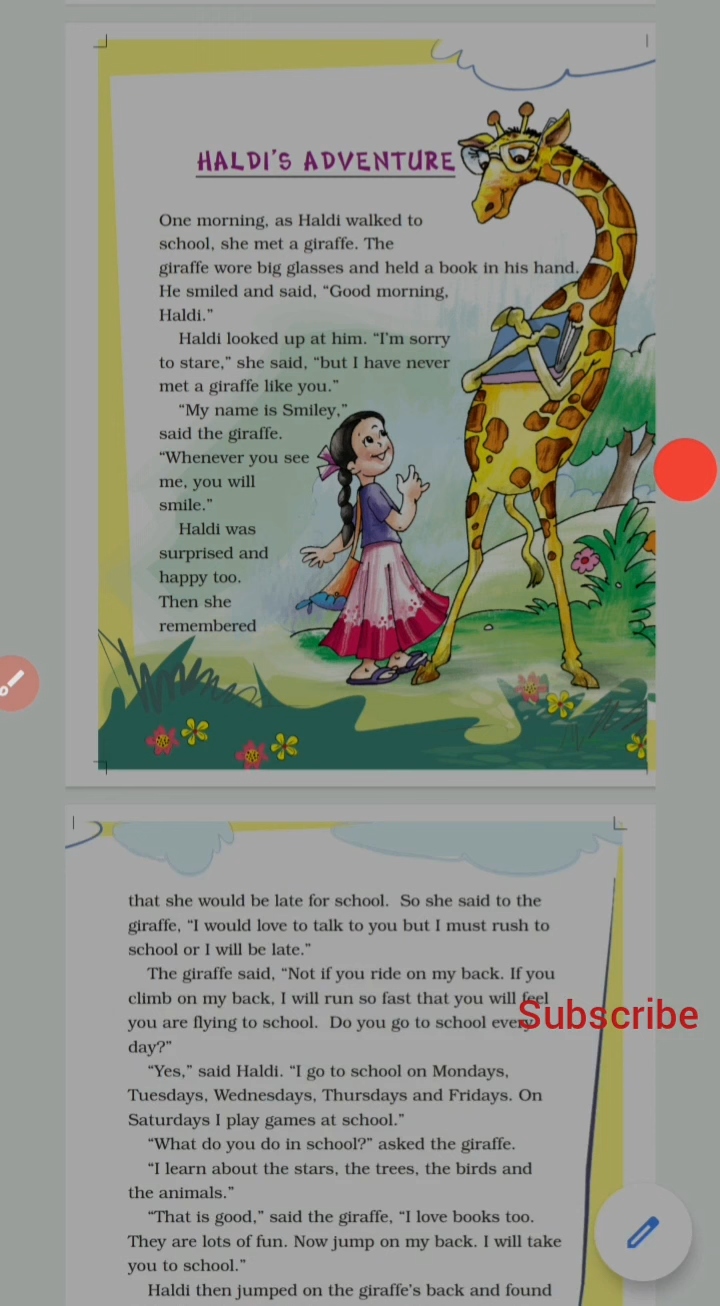 HALDI'S ADVENTURE
One morning, as Haldi walked to
school, she met a giraffe. The
giraffe wore big glasses and held a book in his hand.
He smiled and said, “Good morning,
Haldi.”
Haldi looked up at him. “I'm sorry
to stare,” she said, “but I have never
met a giraffe like you.”
“My name is Smiley,”
said the giraffe.
“Whenever you see
me, you will
smile.”
Haldi was
surprised and
happy too.
Then she
remembered
that she would be late for school. So she said to the
giraffe, “I would love to talk to you but I must rush to
school or I will be late.”
The giraffe said, “Not if you ride on my back. If you
climb on my back, I will run so fast that you will feel
you are flying to school. Do you go to school every
Subscribe
day?”
“Yes,” said Haldi. “I go to school on Mondays,
Tuesdays, Wednesdays, Thursdays and Fridays. On
Saturdays I play games at school.”
“What do you do in school?” asked the giraffe.
“I learn about the stars, the trees, the birds and
the animals.”
“That is good,” said the giraffe, “I love books too.
They are lots of fun. Now jump on my back. I will take
you to school.”
Haldi then jumped on the giraffe's back and found